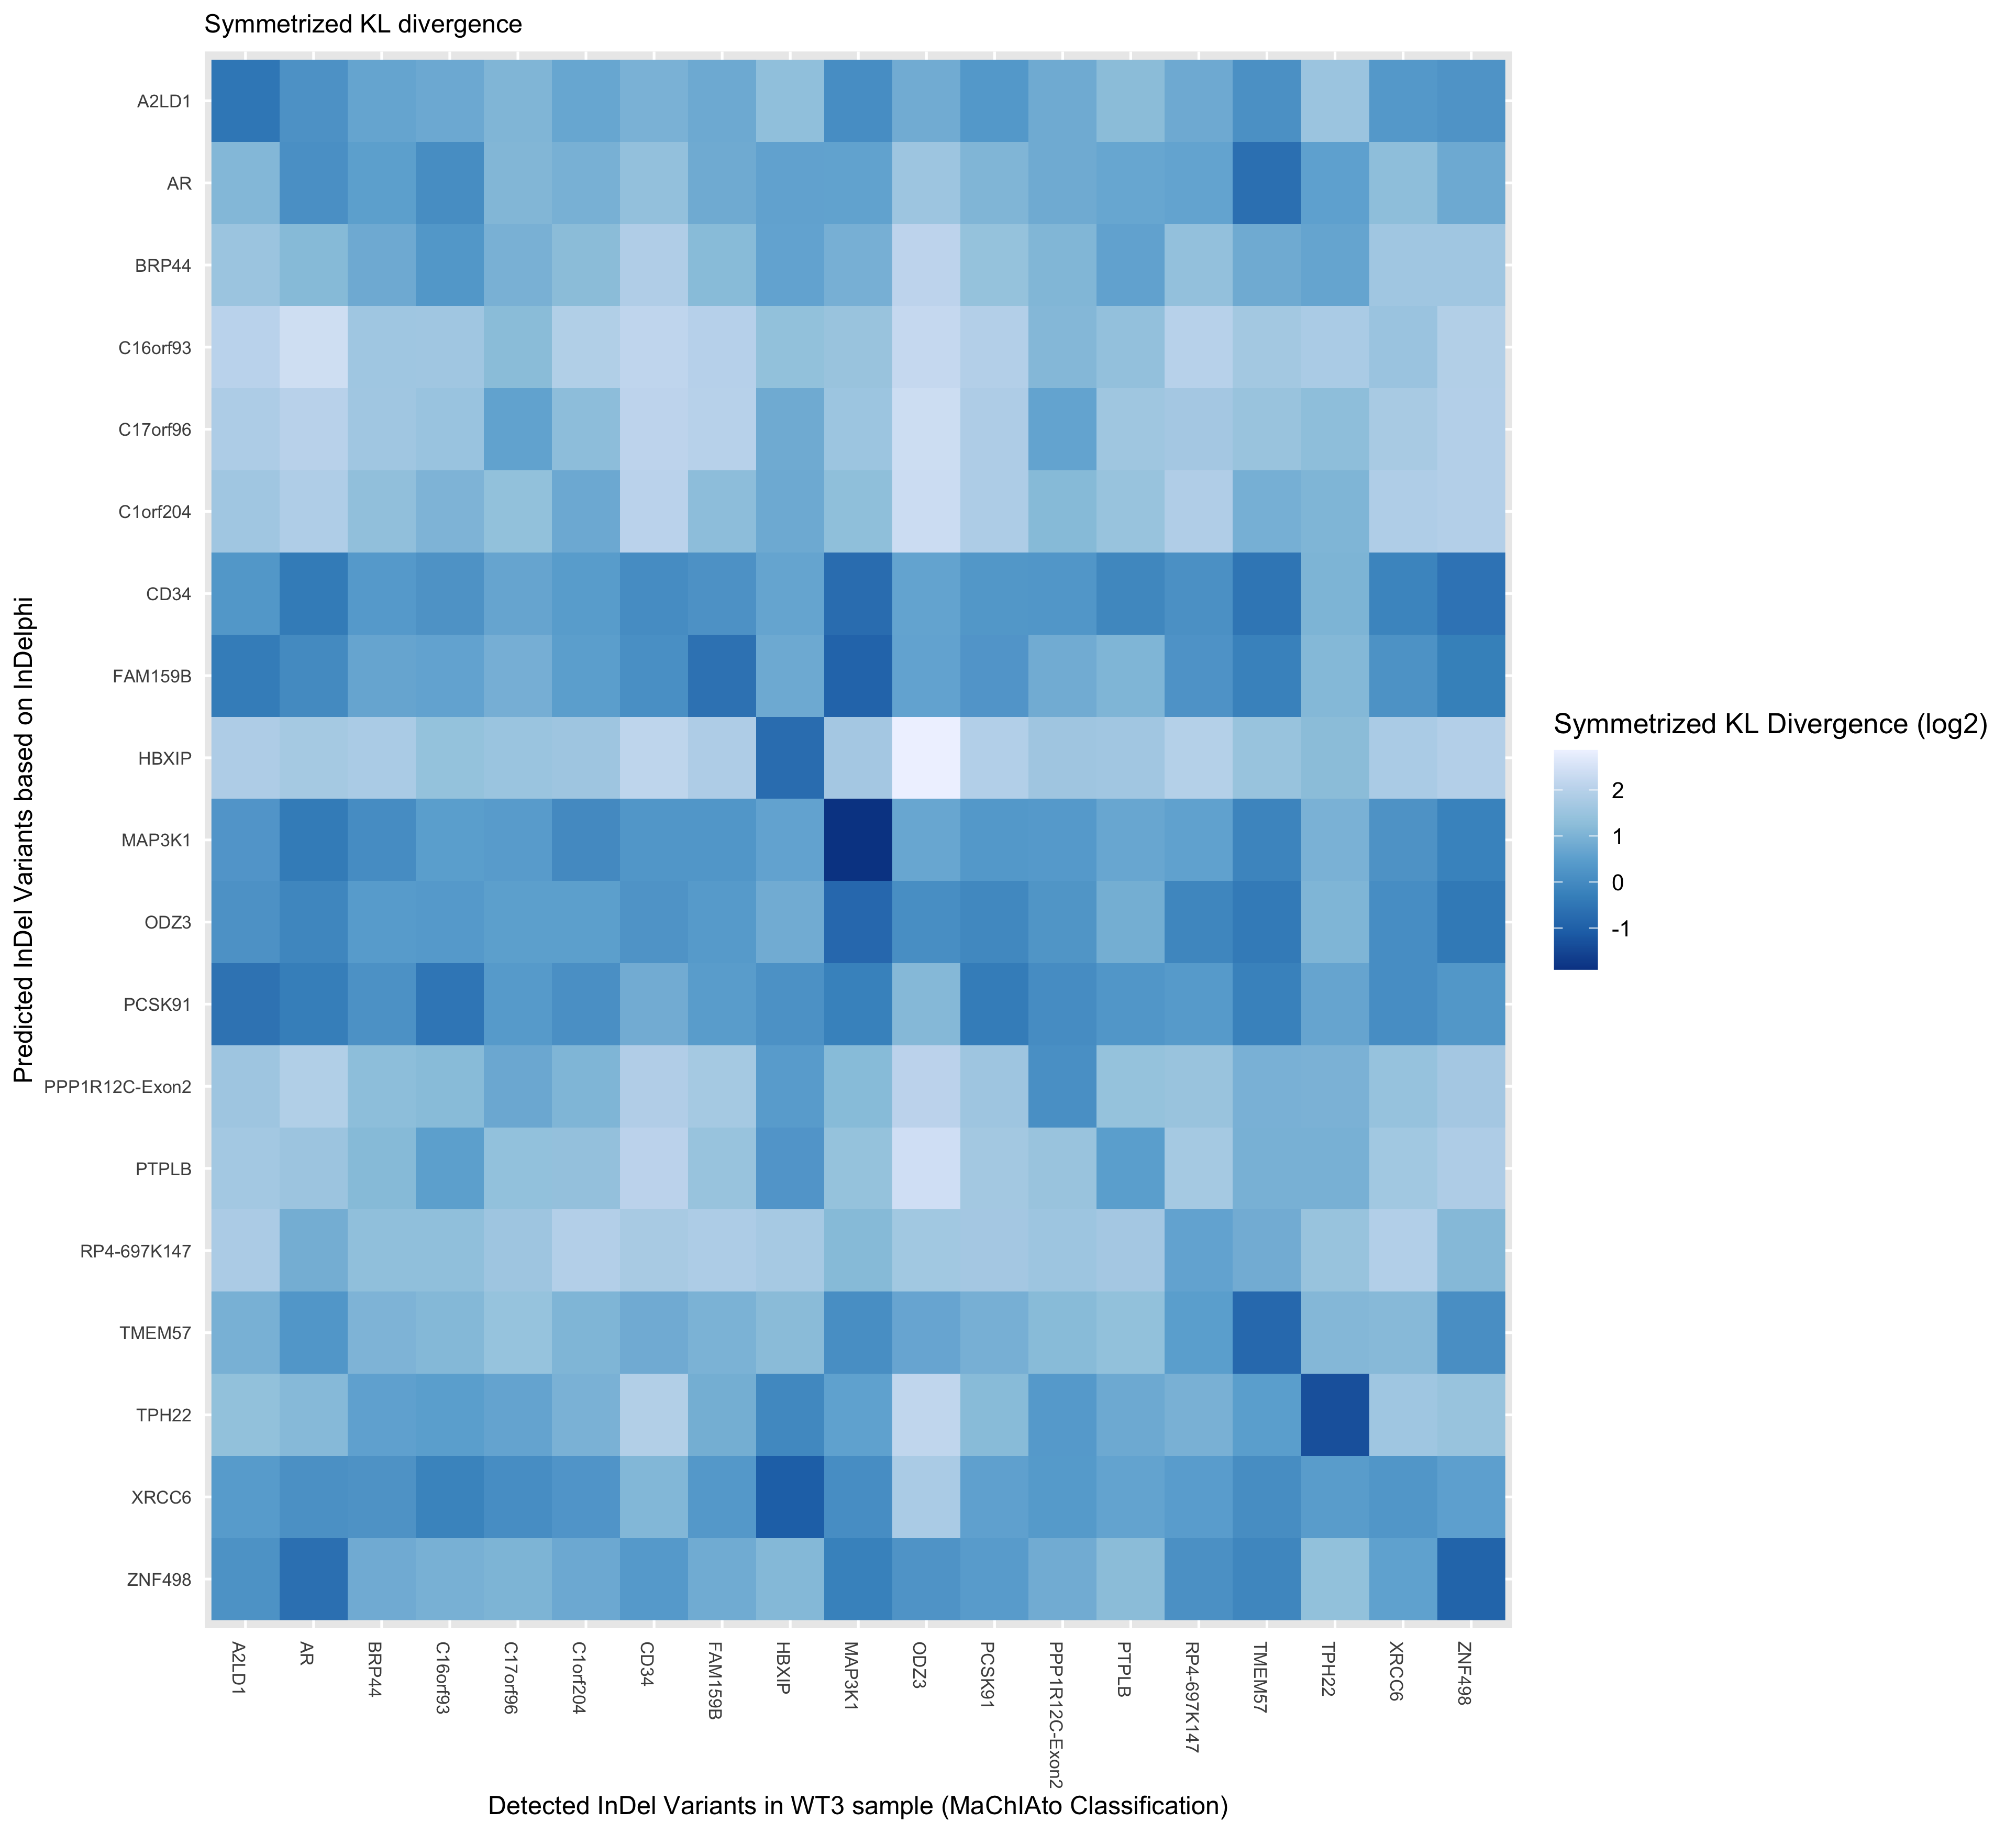 Symmetrized KL divergence
Predicted InDel Variants based on InDelphi
A2LD1
AR
BRP44
C16orf93
C17orf96
C1orf204
CD34
FAM159B
HBXIP
MAP3K1
ODZ3
PCSK91
PPP1R12C-Exon2
PTPLB
RP4-697K147
TMEM57
TPH22
XRCC6
ZNF498
A2LD1
AR
BRP44
C16orf93
C17orf96
C1orf204
CD34
FAM159B
HBXIP
MAP3K1
ODZ3
PCSK91
PPP1R12C-Exon2
PTPLB
RP4-697K147
TMEM57
TPH22
XRCC6
ZNF498
Detected InDel Variants in WT3 sample (MaChIAto Classification)
Symmetrized KL Divergence (log2)
2
1
0
-1